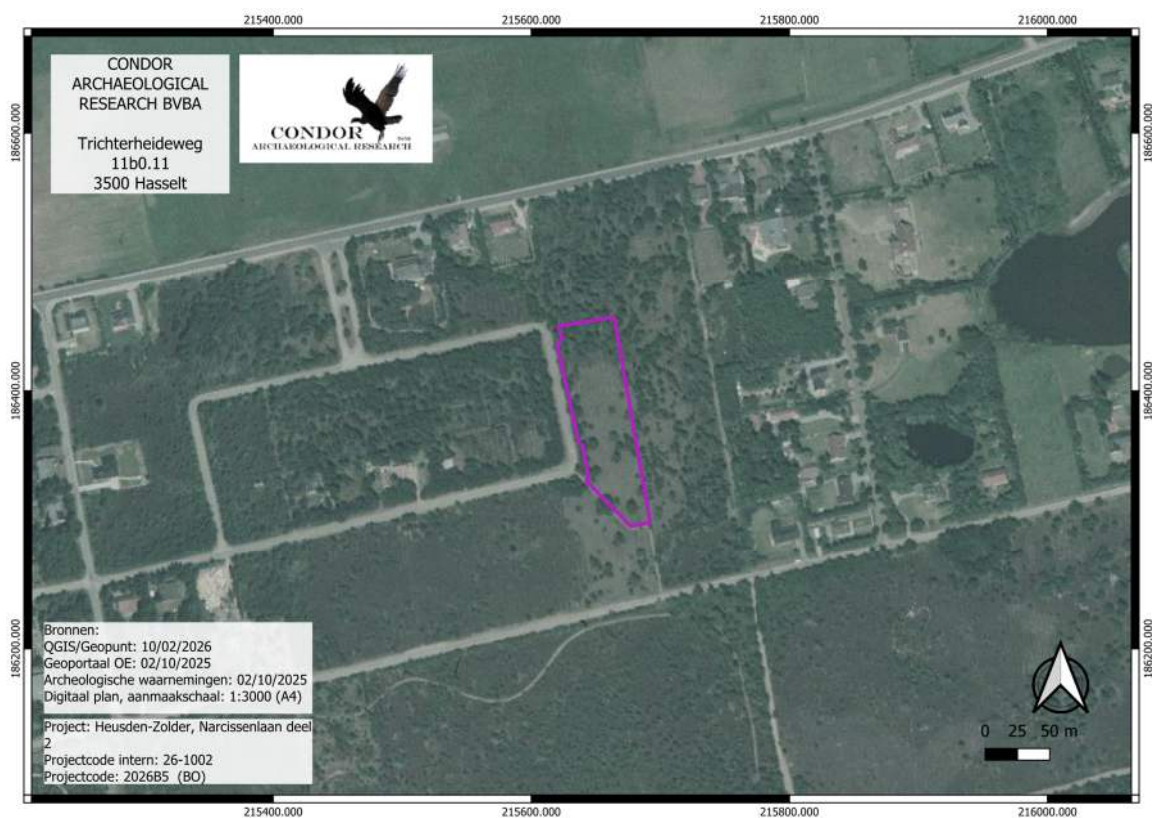 215400.000 215600.000 215800.000 216000.000
CONDOR
ARCHAEOLOGICAL
RESEARCH BVBA
Trichterheideweg
11b0.11
3500 Hasselt
CONDOR
ARCHAEOLOGICAL RESEARCH
186600.000 186600.000
186400.000 186400.000
186200.000 186200.000
Bronnen:
QGIS/Geopunt: 10/02/2026
Geoportaal OE: 02/10/2025
Archeologische waarnemingen: 02/10/2025
Digitaal plan, aanmaakschaal: 1:3000 (A4)
Project: Heusden-Zolder, Narcissenlaan deel
2
Projectcode intern: 26-1002
Projectcode: 2026B5 (BO)
0 25 50 m
215400.000 215600.000 215800.000 216000.000